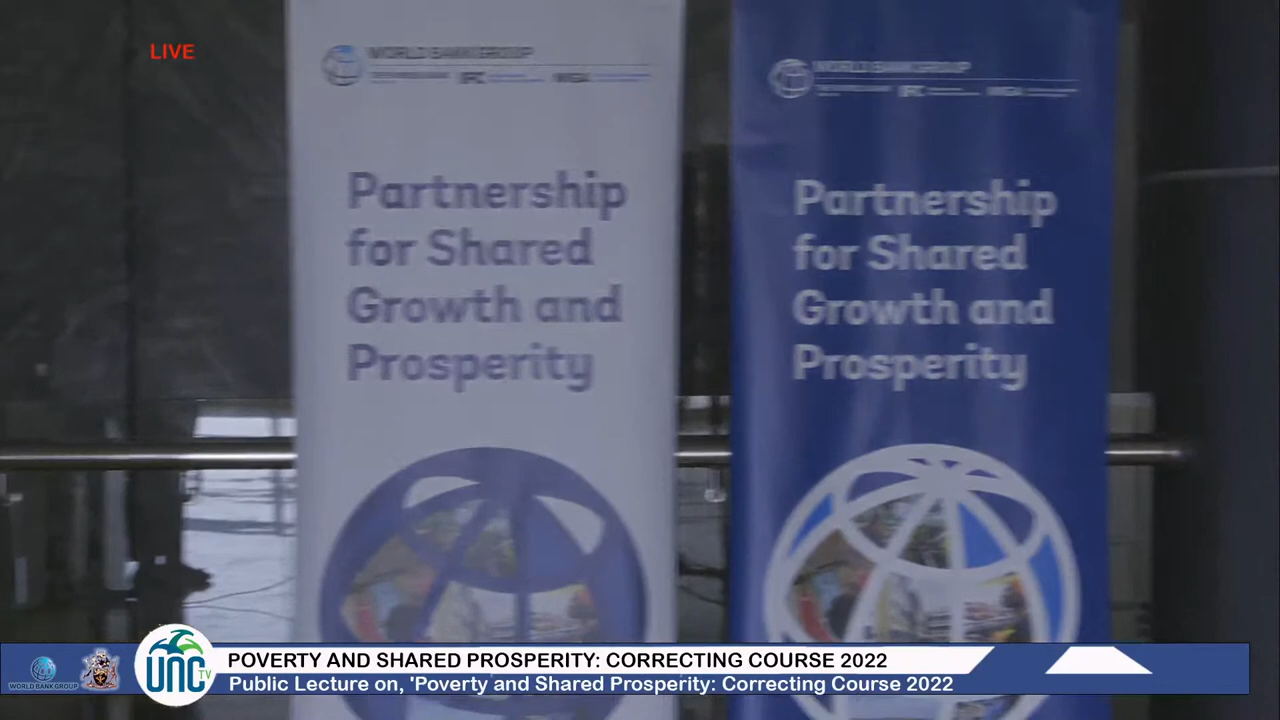 LIVE
WORLD BANK GROUP
IFC
MIGA
Partnership
for Shared
Growth and
Prosperity
WORLD BANK GROUP
IFC
MIGA
Partnership
for Shared
Growth and
Prosperity
WORLD BANK GROUP
UNC TV
POVERTY AND SHARED PROSPERITY: CORRECTING COURSE 2022
Public Lecture on, 'Poverty and Shared Prosperity: Correcting Course 2022